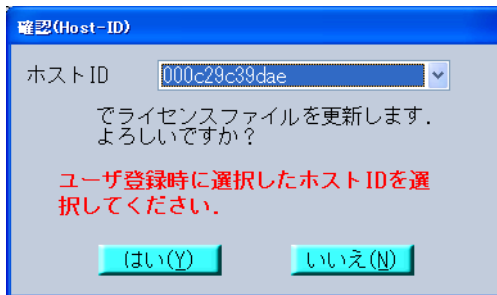 確認(Host-ID)
ホストID 000c29c39dae
でライセンスファイルを更新します.
よろしいですか？
ユーザ登録時に選択したホストIDを選
択してください.
はい(Y) いいえ(N)